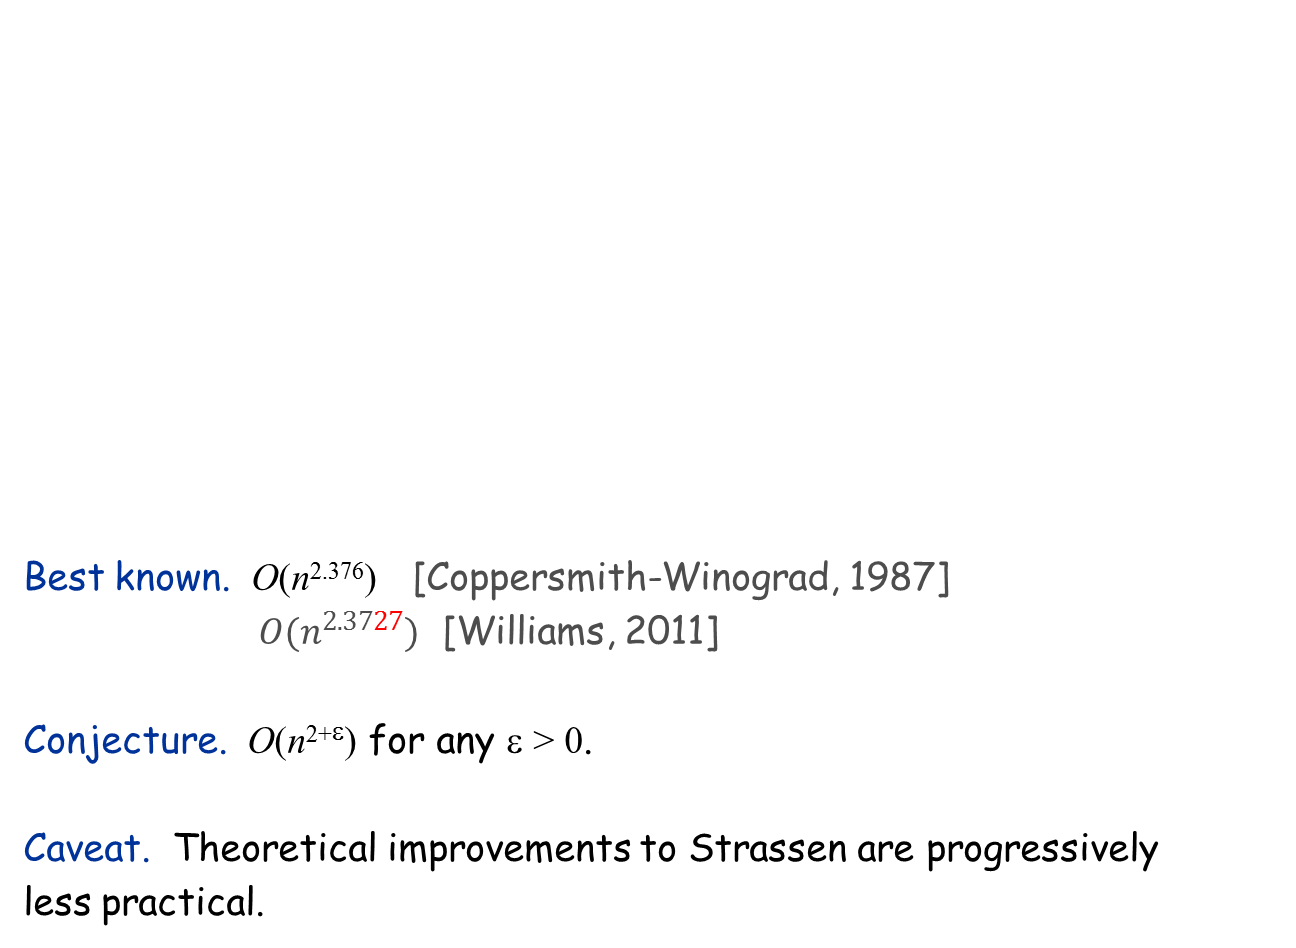 Best known. O(n^2.376) [Coppersmith-Winograd, 1987]
O(n^2.3727) [Williams, 2011]
Conjecture. O(n^2+ε) for any ε > 0.
Caveat. Theoretical improvements to Strassen are progressively
less practical.